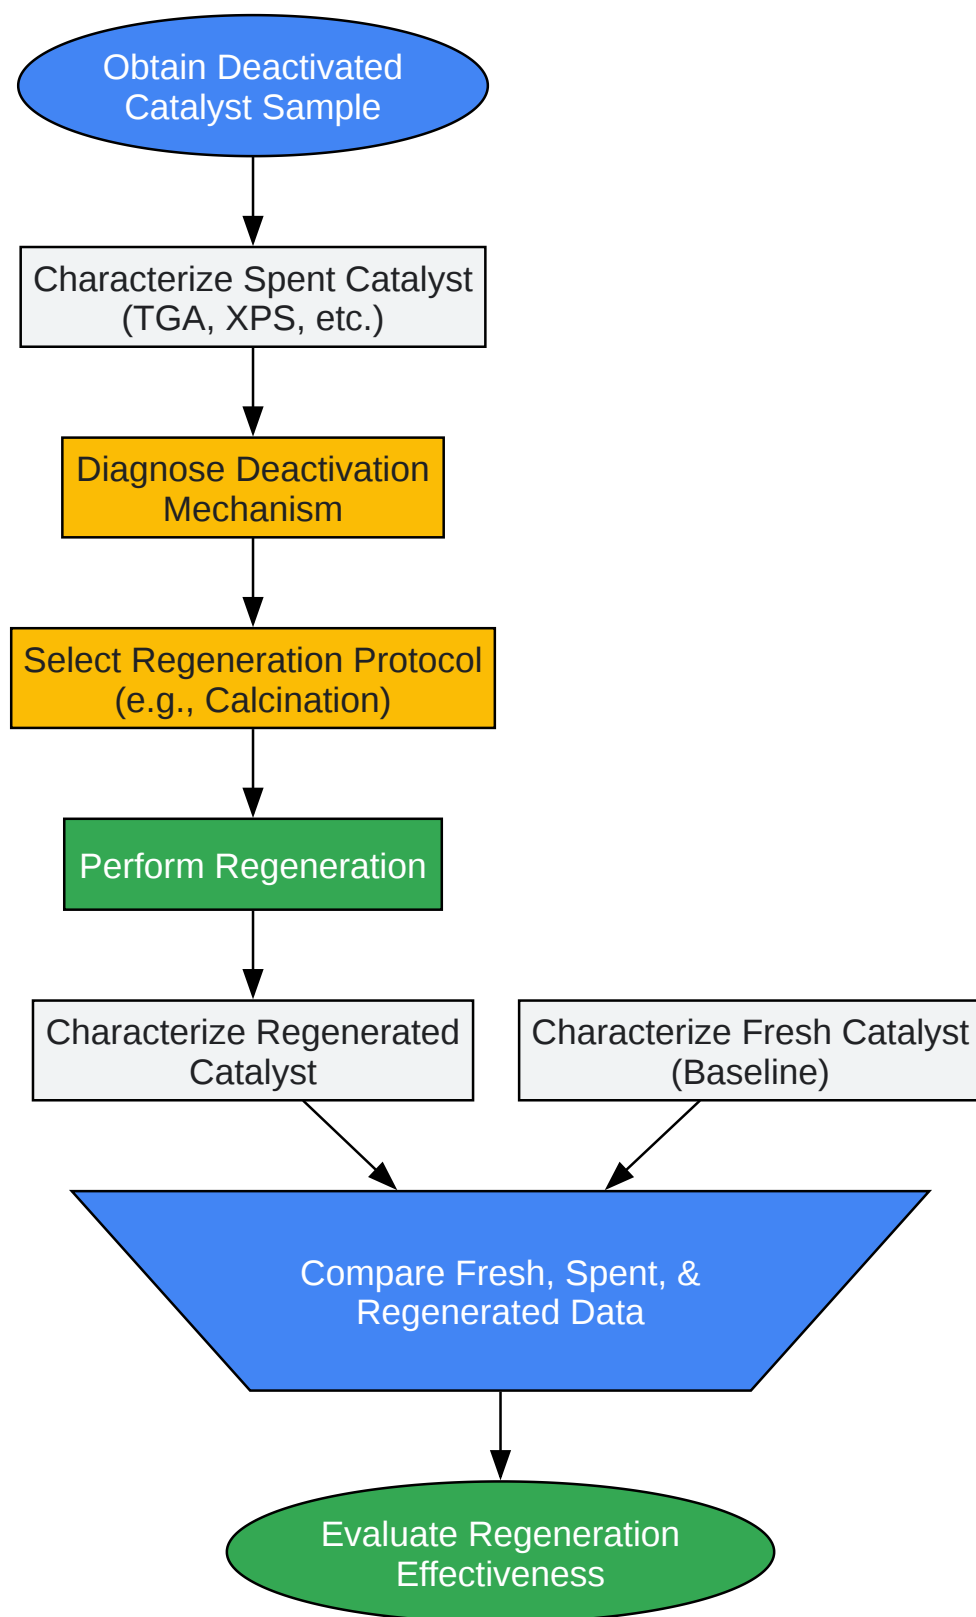 Obtain Deactivated
Catalyst Sample
Characterize Spent Catalyst
(TGA, XPS, etc.)
Diagnose Deactivation
Mechanism
Select Regeneration Protocol
(e.g., Calcination)
Perform Regeneration
Characterize Regenerated
Catalyst
Characterize Fresh Catalyst
(Baseline)
Compare Fresh, Spent, &
Regenerated Data
Evaluate Regeneration
Effectiveness